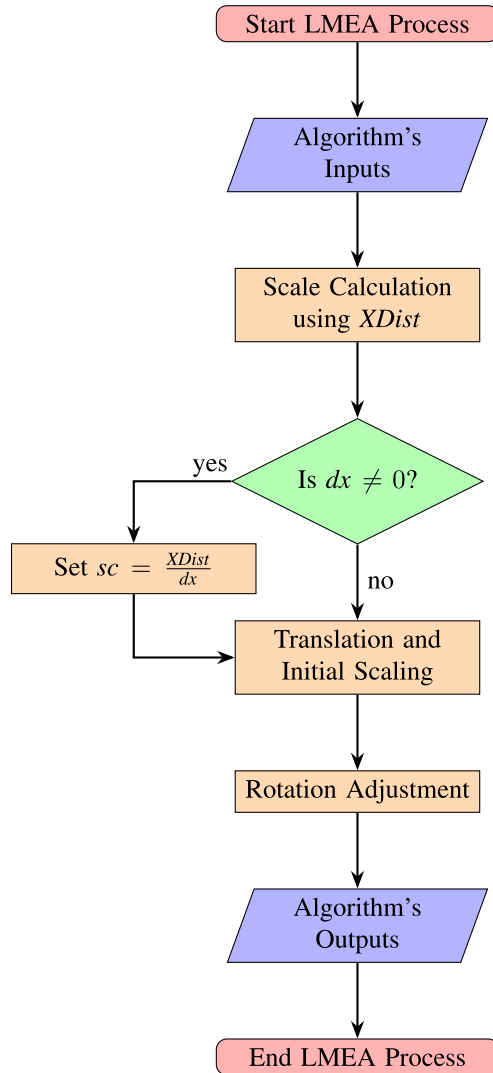 Start LMEA Process
Algorithm's
Inputs
Scale Calculation
using XDist
Is dx ≠ 0?
yes
Set sc = XDist/dx
no
Translation and
Initial Scaling
Rotation Adjustment
Algorithm's
Outputs
End LMEA Process